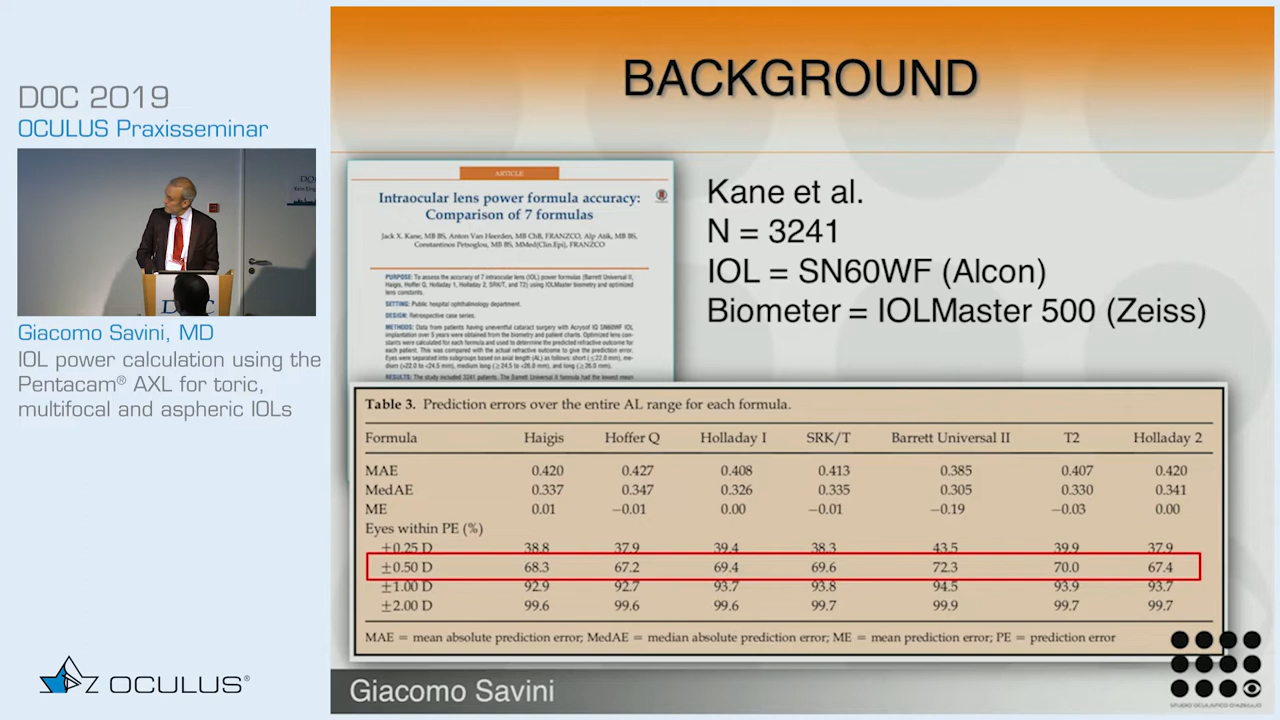 DOC 2019
OCULUS Praxisseminar
Giacomo Savini, MD
IOL power calculation using the
Pentacam® AXL for toric,
multifocal and aspheric IOLs
OCULUS®
BACKGROUND
ARTICLE
Intraocular lens power formula accuracy:
Comparison of 7 formulas
Jack X. Kane, MB BS, Anton Van Heerden, MB ChB, FRANZCO, Alp Atik, MB BS,
Constantinos Petsoglou, MB BS, MMed(Clin.Epi), FRANZCO
PURPOSE: To assess the accuracy of 7 intraocular lens (IOL) power formulas (Barrett Universal II,
Haigis, Hoffer Q, Holladay 1, Holladay 2, SRK/T, and T2) using IOLMaster biometry and optimized
lens constants.
SETTING: Public hospital ophthalmology department.
DESIGN: Retrospective case series.
METHODS: Data from patients having uneventful cataract surgery with Acrysof IQ SN60WF IOL
implantation over 5 years were obtained from the biometry and patient charts. Optimized lens con-
stants were calculated for each formula and used to determine the predicted refractive outcome for
each patient. This was compared with the actual refractive outcome to give the prediction error.
Eyes were separated into subgroups based on axial length (AL) as follows: short (≤22.0 mm), me-
dium (>22.0 to <24.5 mm), medium long (≥24.5 to <26.0 mm), and long (≥26.0 mm).
RESULTS: The study included 3241 patients. The Barrett Universal II formula had the lowest mean
Kane et al.
N = 3241
IOL = SN60WF (Alcon)
Biometer = IOLMaster 500 (Zeiss)
Table 3. Prediction errors over the entire AL range for each formula.
Formula Haigis Hoffer Q Holladay I SRK/T Barrett Universal II T2 Holladay 2
MAE 0.420 0.427 0.408 0.413 0.385 0.407 0.420
MedAE 0.337 0.347 0.326 0.335 0.305 0.330 0.341
ME 0.01 −0.01 0.00 −0.01 −0.19 −0.03 0.00
Eyes within PE (%)
±0.25 D 38.8 37.9 39.4 38.3 43.5 39.9 37.9
±0.50 D 68.3 67.2 69.4 69.6 72.3 70.0 67.4
±1.00 D 92.9 92.7 93.7 93.8 94.5 93.9 93.7
±2.00 D 99.6 99.6 99.6 99.7 99.9 99.7 99.7
MAE = mean absolute prediction error; MedAE = median absolute prediction error; ME = mean prediction error; PE = prediction error
Giacomo Savini